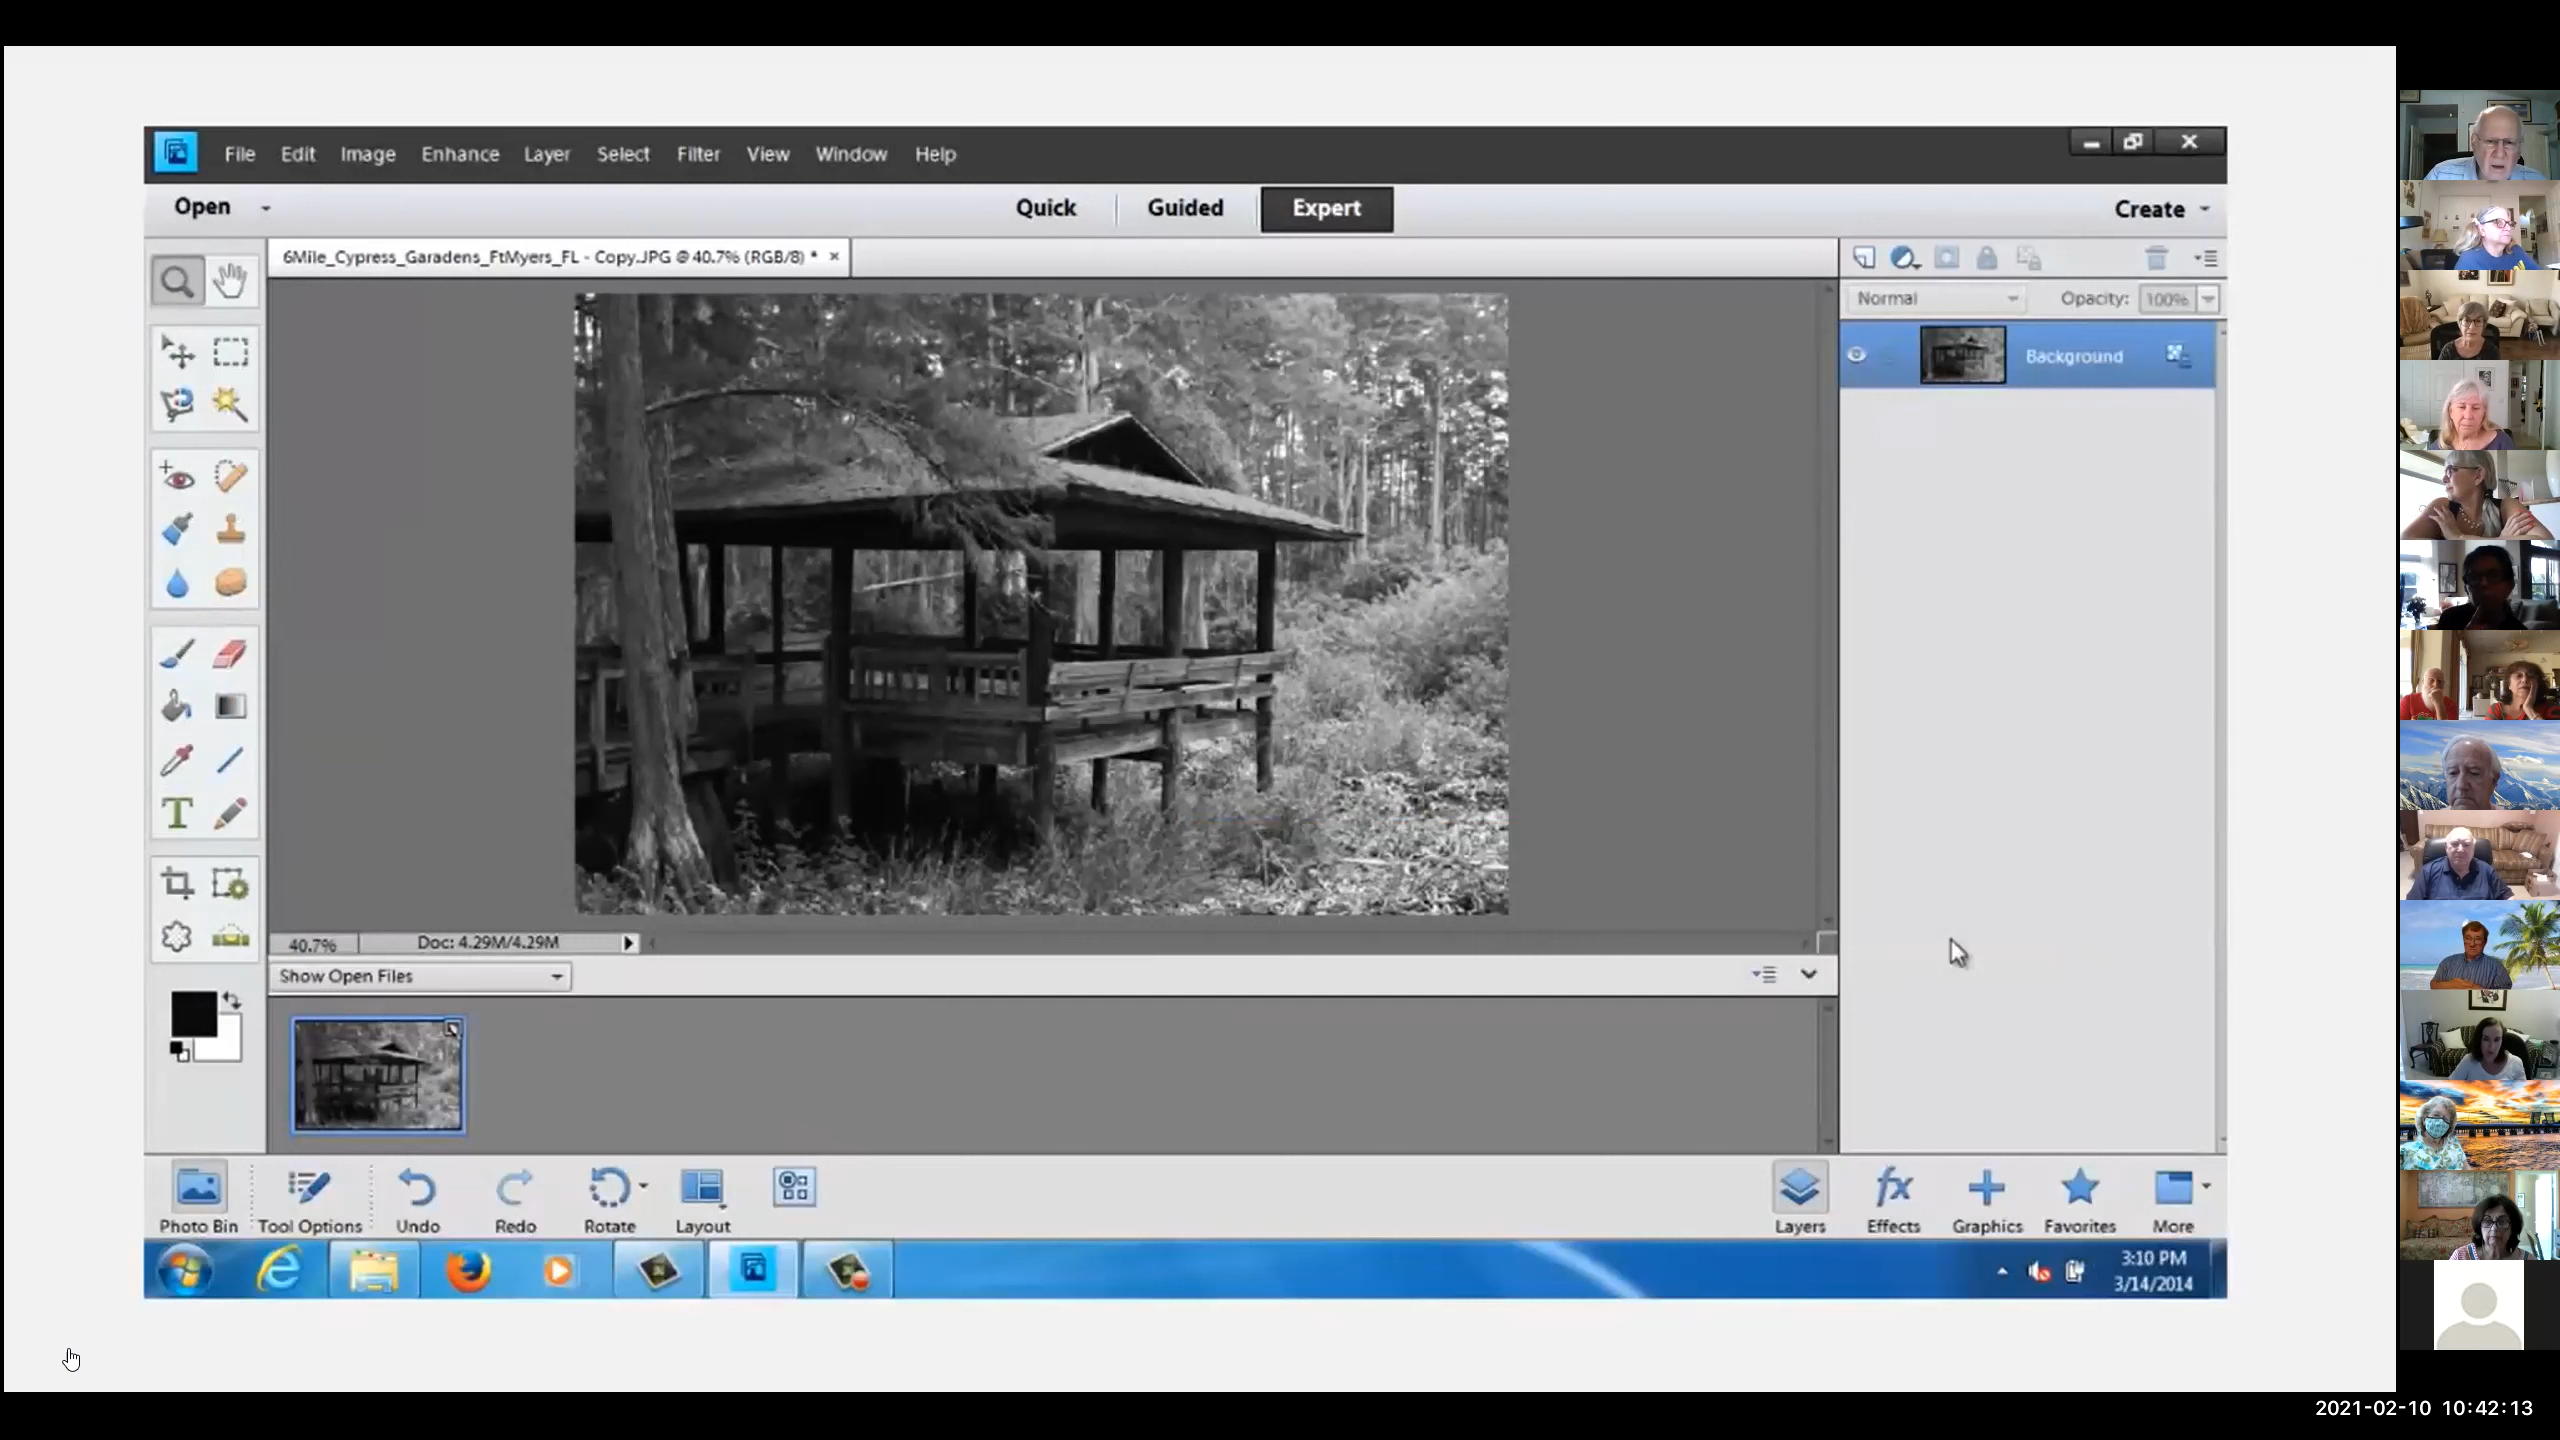 File Edit Image Enhance Layer Select Filter View Window Help
Open Quick Guided Expert Create
6Mile_Cypress_Garadens_FtMyers_FL - Copy.JPG @ 40.7% (RGB/8) *
Normal Opacity: 100%
Background
40.7% Doc: 4.29M/4.29M
Show Open Files
Photo Bin Tool Options Undo Redo Rotate Layout Layers Effects Graphics Favorites More
3:10 PM
3/14/2014
2021-02-10 10:42:13